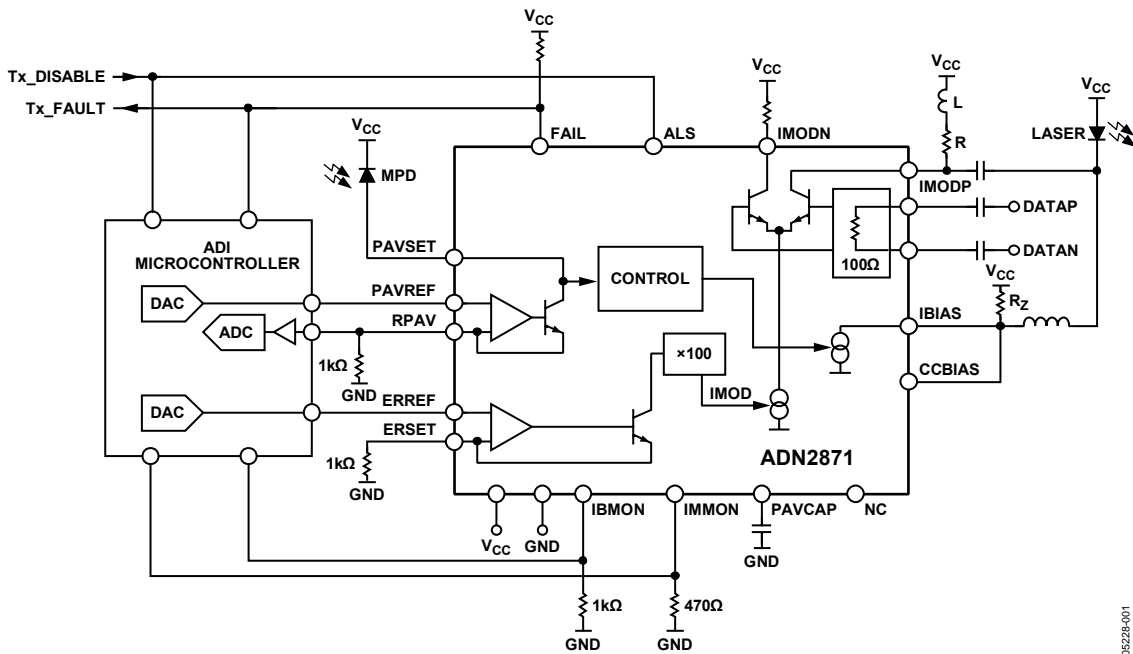 VCC
Tx_DISABLE
Tx_FAULT
VCC
VCC
VCC
VCC
L
R
LASER
FAIL
ALS
IMODN
MPD
IMODP
DATAP
DATAN
100Ω
ADI
MICROCONTROLLER
PAVSET
CONTROL
VCC
RZ
DAC
PAVREF
ADC
RPAV
IBIAS
1kΩ
GND
×100
CCBIAS
IMOD
DAC
ERREF
ERSET
1kΩ
GND
ADN2871
IBMON
IMMON
PAVCAP
NC
VCC
GND
GND
1kΩ
470Ω
GND
GND
05228-001